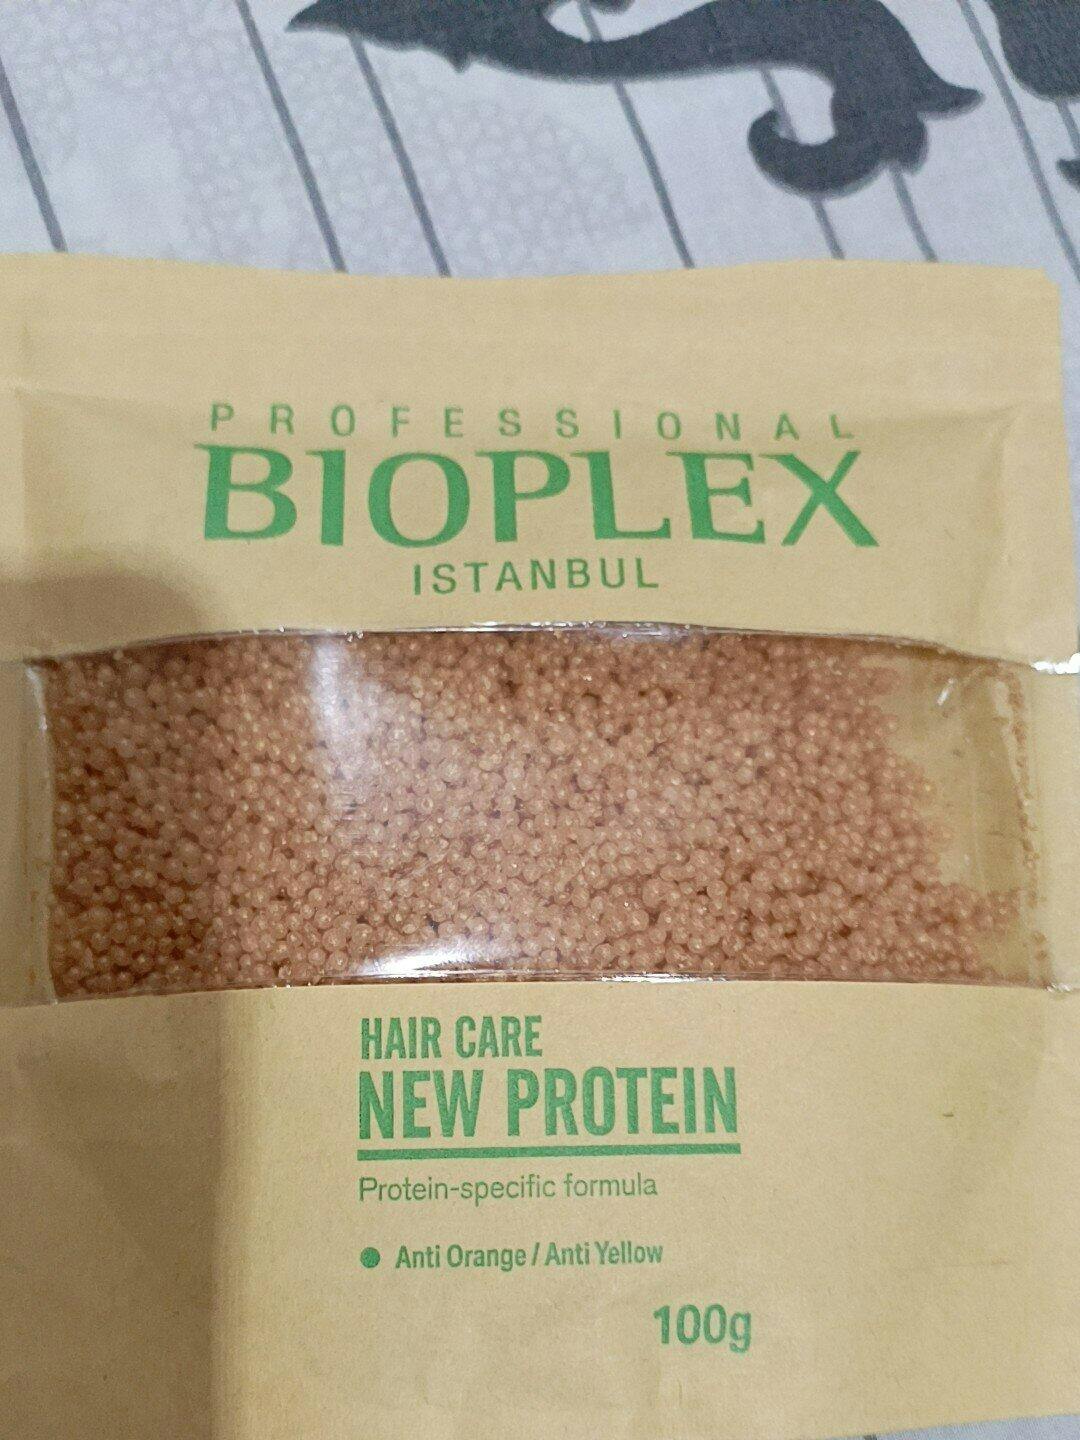 PROFESSIONAL
BIOPLEX
ISTANBUL
HAIR CARE
NEW PROTEIN
Protein-specific formula
● Anti Orange / Anti Yellow
100g